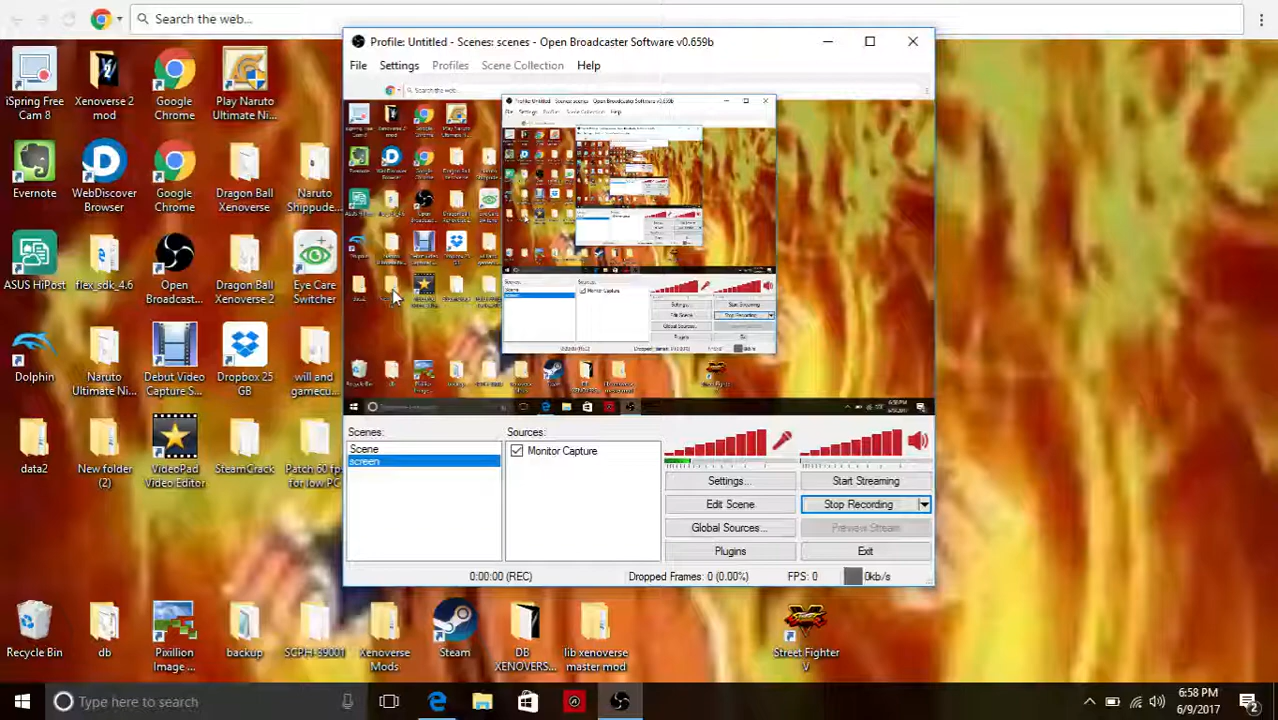 Search the web...
Profile: Untitled - Scenes: scenes - Open Broadcaster Software v0.659b
File Settings Profiles Scene Collection Help
iSpring Free Cam 8
Xenoverse 2 mod
Google Chrome
Play Naruto Ultimate Ni...
Evernote
WebDiscover Browser
Google Chrome
Dragon Ball Xenoverse
Naruto Shippude...
ASUS HiPost
flex_sdk_4.6
Open Broadcast...
Dragon Ball Xenoverse 2
Eye Care Switcher
Dolphin
Naruto Ultimate Ni...
Debut Video Capture S...
Dropbox 25 GB
will and gamecu...
data2
New folder (2)
VideoPad Video Editor
SteamCrack
Patch 60 fp for low PC
Scenes:
Scene
screen
Sources:
Monitor Capture
Settings...
Start Streaming
Edit Scene
Stop Recording
Global Sources...
Preview Stream
Plugins
Exit
0:00:00 (REC)
Dropped Frames: 0 (0.00%)
FPS: 0
0kb/s
Recycle Bin
db
Pixillion Image ...
backup
SCPH-39001
Xenoverse Mods
Steam
DB XENOVERS...
lib xenoverse master mod
Street Fighter V
Type here to search
6:58 PM
6/9/2017
2